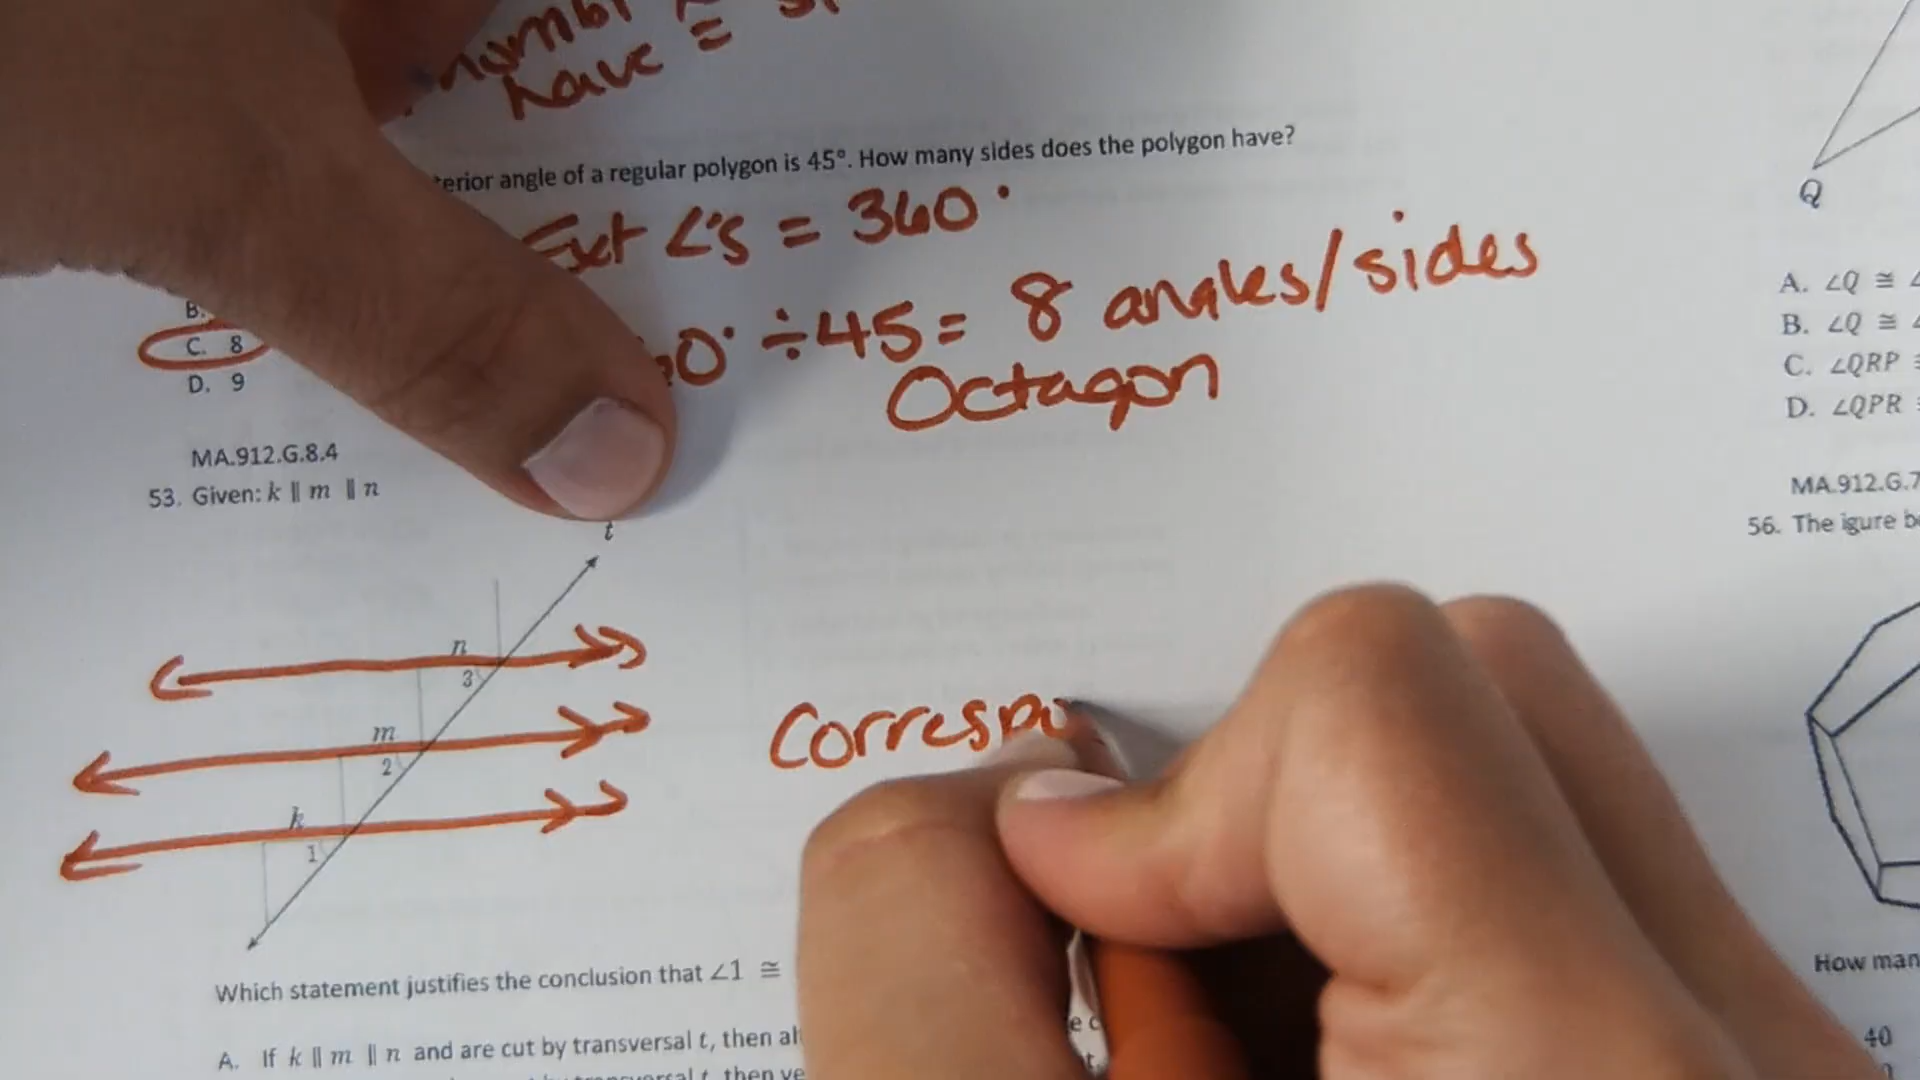 have ≅
erior angle of a regular polygon is 45°. How many sides does the polygon have?
Ext ∠'s = 360°
60° ÷45= 8 angles/sides
Octagon
B.
C. 8
D. 9
MA.912.G.8.4
53. Given: k ∥ m ∥ n
t
n
3
m
2
k
1
Correspo
Which statement justifies the conclusion that ∠1 ≅
A. If k ∥ m ∥ n and are cut by transversal t, then al
t, then ve
Q
A. ∠Q ≅ ∠
B. ∠Q ≅ ∠
C. ∠QRP ≅
D. ∠QPR ≅
MA.912.G.7
56. The igure b
How man
40